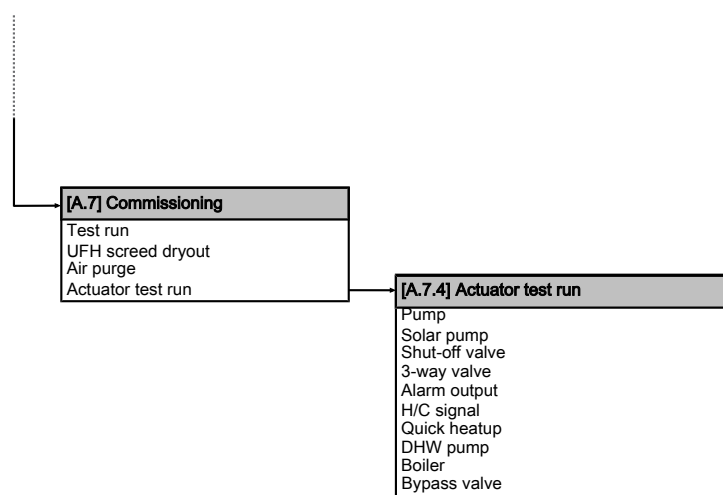 [A.7] Commissioning
Test run
UFH screed dryout
Air purge
Actuator test run
[A.7.4] Actuator test run
Pump
Solar pump
Shut-off valve
3-way valve
Alarm output
H/C signal
Quick heatup
DHW pump
Boiler
Bypass valve